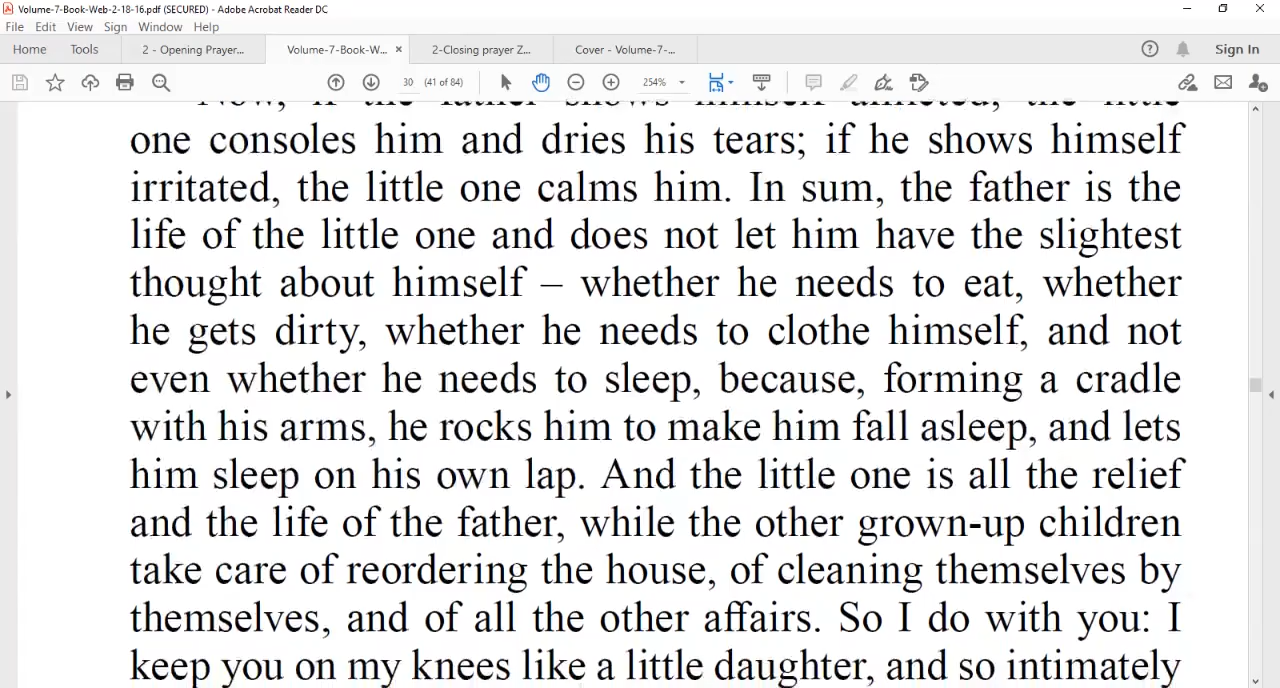 Volume-7-Book-Web-2-18-16.pdf (SECURED) - Adobe Acrobat Reader DC
File Edit View Sign Window Help
Home Tools 2 - Opening Prayer... Volume-7-Book-W... × 2-Closing prayer Z... Cover - Volume-7-... Sign In
30 (41 of 84) 254%
Now, if the father shows himself afflicted, the little
one consoles him and dries his tears; if he shows himself
irritated, the little one calms him. In sum, the father is the
life of the little one and does not let him have the slightest
thought about himself – whether he needs to eat, whether
he gets dirty, whether he needs to clothe himself, and not
even whether he needs to sleep, because, forming a cradle
with his arms, he rocks him to make him fall asleep, and lets
him sleep on his own lap. And the little one is all the relief
and the life of the father, while the other grown-up children
take care of reordering the house, of cleaning themselves by
themselves, and of all the other affairs. So I do with you: I
keep you on my knees like a little daughter, and so intimately